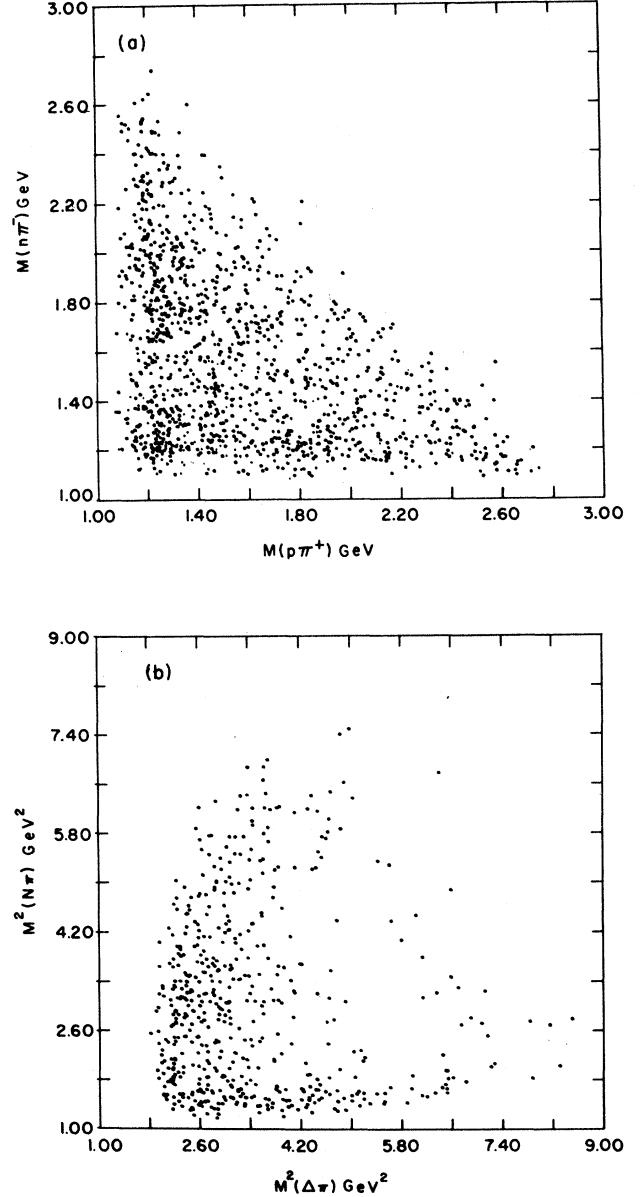 3.00
(a)
2.60
2.20
M(nπ⁻) GeV
1.80
1.40
1.00
1.00 1.40 1.80 2.20 2.60 3.00
M(pπ⁺) GeV
9.00
(b)
7.40
5.80
M²(Nπ) GeV²
4.20
2.60
1.00
1.00 2.60 4.20 5.80 7.40 9.00
M²(Δπ) GeV²